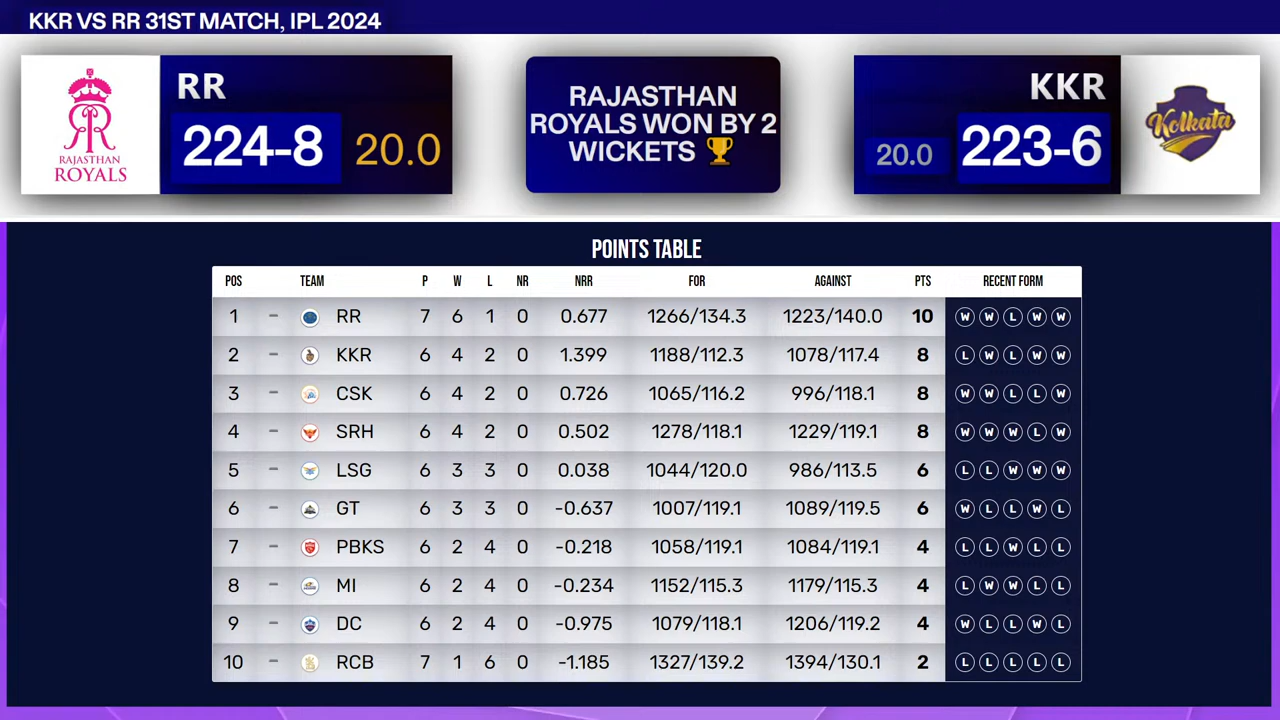 KKR VS RR 31ST MATCH, IPL 2024
RR
224-8 20.0
RAJASTHAN ROYALS
RAJASTHAN
ROYALS WON BY 2
WICKETS 🏆
KKR
20.0 223-6
Kolkata
POINTS TABLE
POS TEAM P W L NR NRR FOR AGAINST PTS RECENT FORM
1 - RR 7 6 1 0 0.677 1266/134.3 1223/140.0 10 W W L W W
2 - KKR 6 4 2 0 1.399 1188/112.3 1078/117.4 8 L W L W W
3 - CSK 6 4 2 0 0.726 1065/116.2 996/118.1 8 W W L L W
4 - SRH 6 4 2 0 0.502 1278/118.1 1229/119.1 8 W W W L W
5 - LSG 6 3 3 0 0.038 1044/120.0 986/113.5 6 L L W W W
6 - GT 6 3 3 0 -0.637 1007/119.1 1089/119.5 6 W L L W L
7 - PBKS 6 2 4 0 -0.218 1058/119.1 1084/119.1 4 L L W L L
8 - MI 6 2 4 0 -0.234 1152/115.3 1179/115.3 4 L W W L L
9 - DC 6 2 4 0 -0.975 1079/118.1 1206/119.2 4 W L L W L
10 - RCB 7 1 6 0 -1.185 1327/139.2 1394/130.1 2 L L L L L